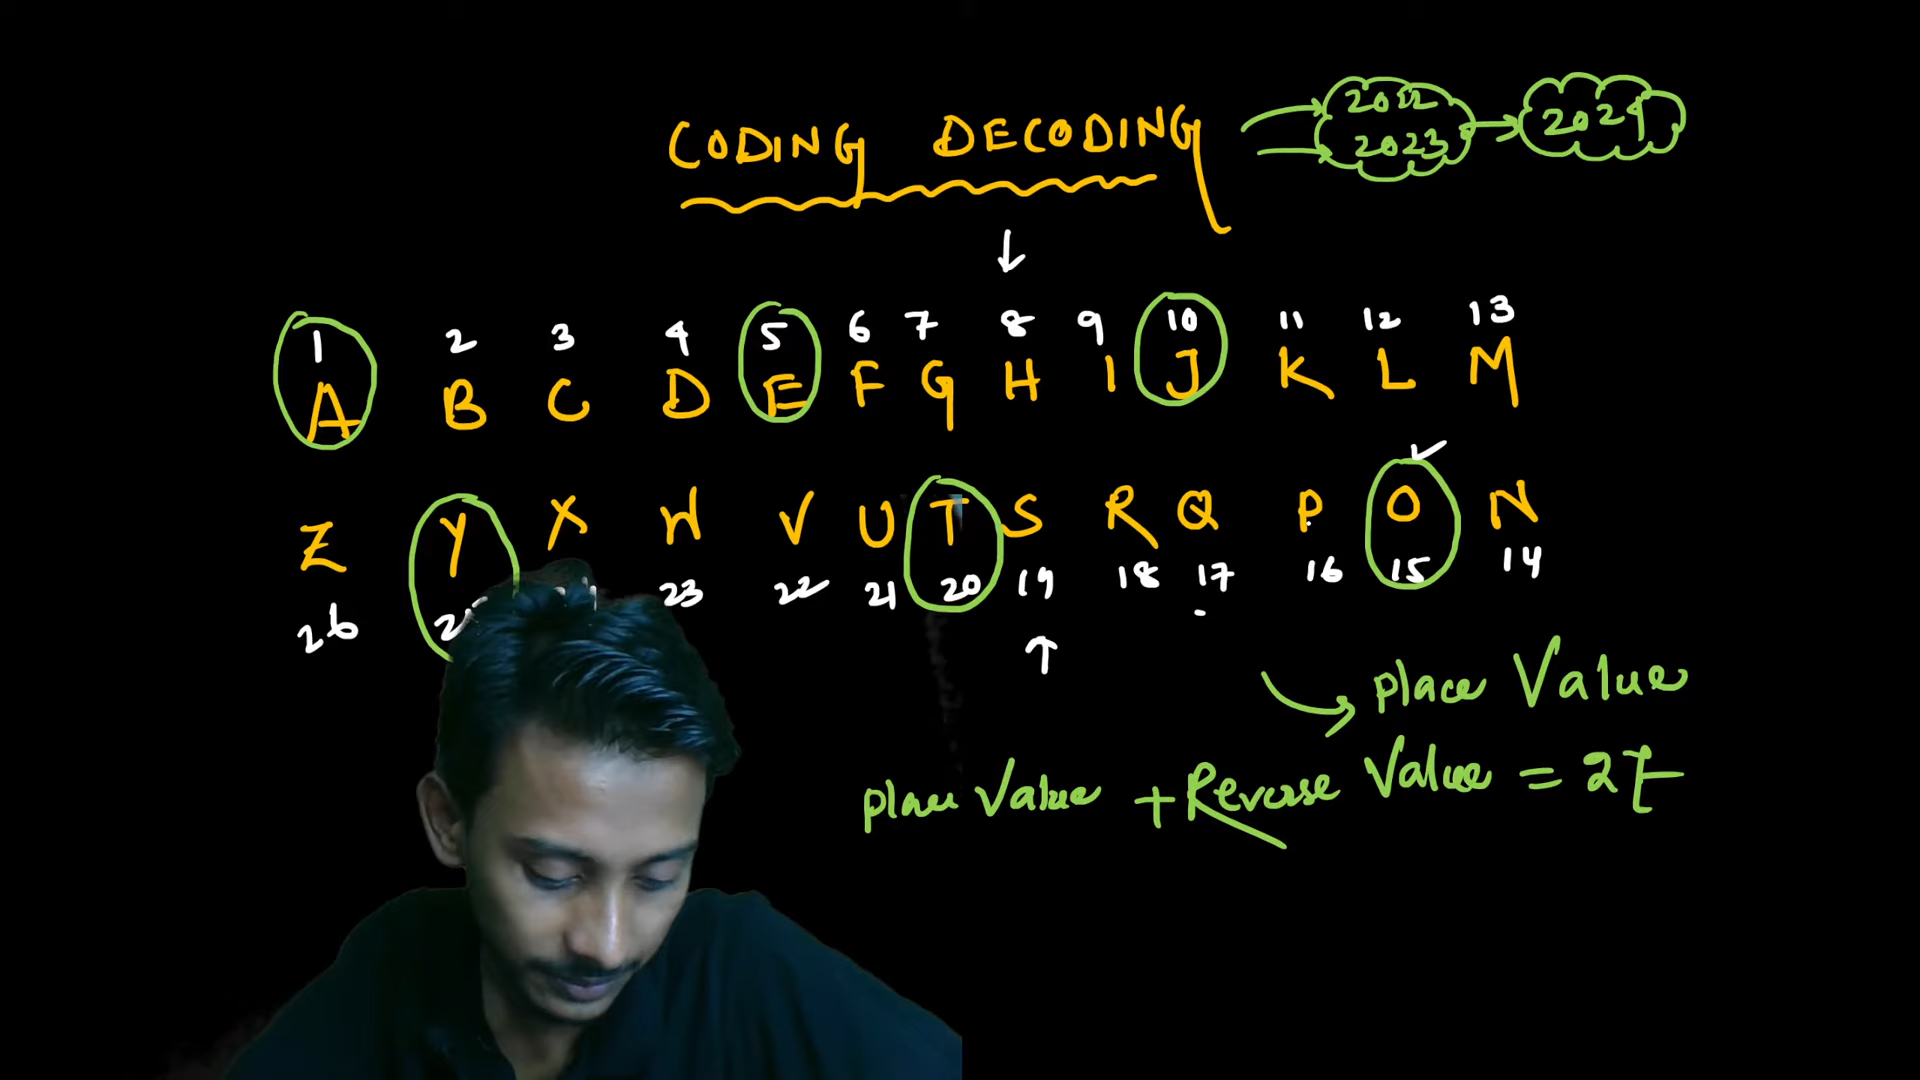 CODING DECODING
2022
2023
2024
1 2 3 4 5 6 7 8 9 10 11 12 13
A B C D E F G H I J K L M
Z Y X W V U T S R Q P O N
26 23 22 21 20 19 18 17 16 15 14
place Value
place Value + Reverse Value = 27